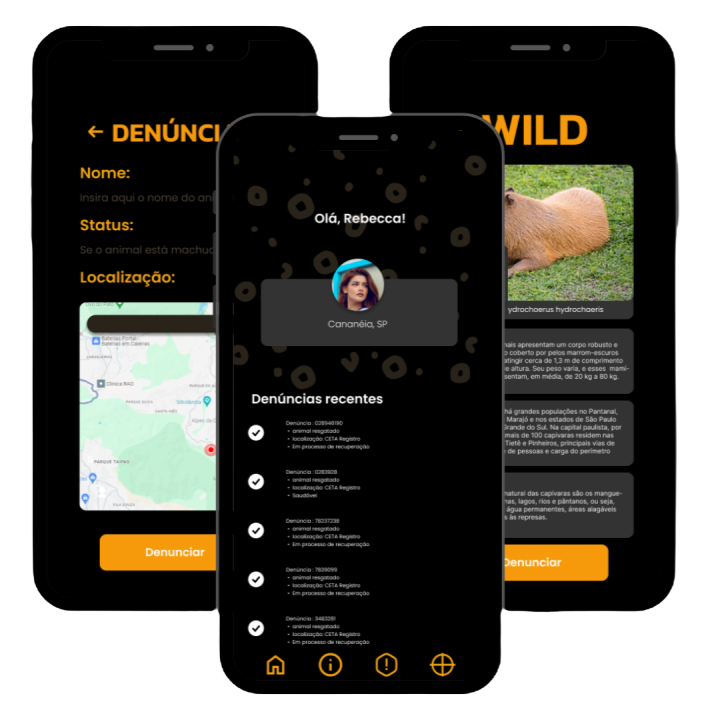 ← DENÚNCI
Nome:
Insira aqui o nome do an
Status:
Se o animal está machuc
Localização:
Clínica RAO
PARQUE TAIPAS
Denunciar
Olá, Rebecca!
Cananéia, SP
Denúncias recentes
Denúncia : 028946190
• animal resgatado
• localização: CETA Registro
• Em processo de recuperação
Denúncia : 0283928
• animal resgatado
• localização: CETA Registro
• Saudável
Denúncia : 78237238
• animal resgatado
• localização: CETA Registro
• Em processo de recuperação
Denúncia : 7839099
• animal resgatado
• localização: CETA Registro
• Em processo de recuperação
Denúncia : 3483281
• animal resgatado
• localização: CETA Registro
• Em processo de recuperação
WILD
ydrochoerus hydrochaeris
nais apresentam um corpo robusto e
o coberto por pelos marrom-escuros
atingir cerca de 1,3 m de comprimento
e altura. Seu peso varia, e esses mamí-
sentam, em média, de 20 kg a 80 kg.
há grandes populações no Pantanal,
Marajó e nos estados de São Paulo
Grande do Sul. Na capital paulista, por
mais de 100 capivaras residem nas
Tietê e Pinheiros, principais vias de
de pessoas e carga do perímetro
natural das capivaras são os mangue-
nas, lagos, rios e pântanos, ou seja,
água permanentes, áreas alagáveis
s às represas.
Denunciar